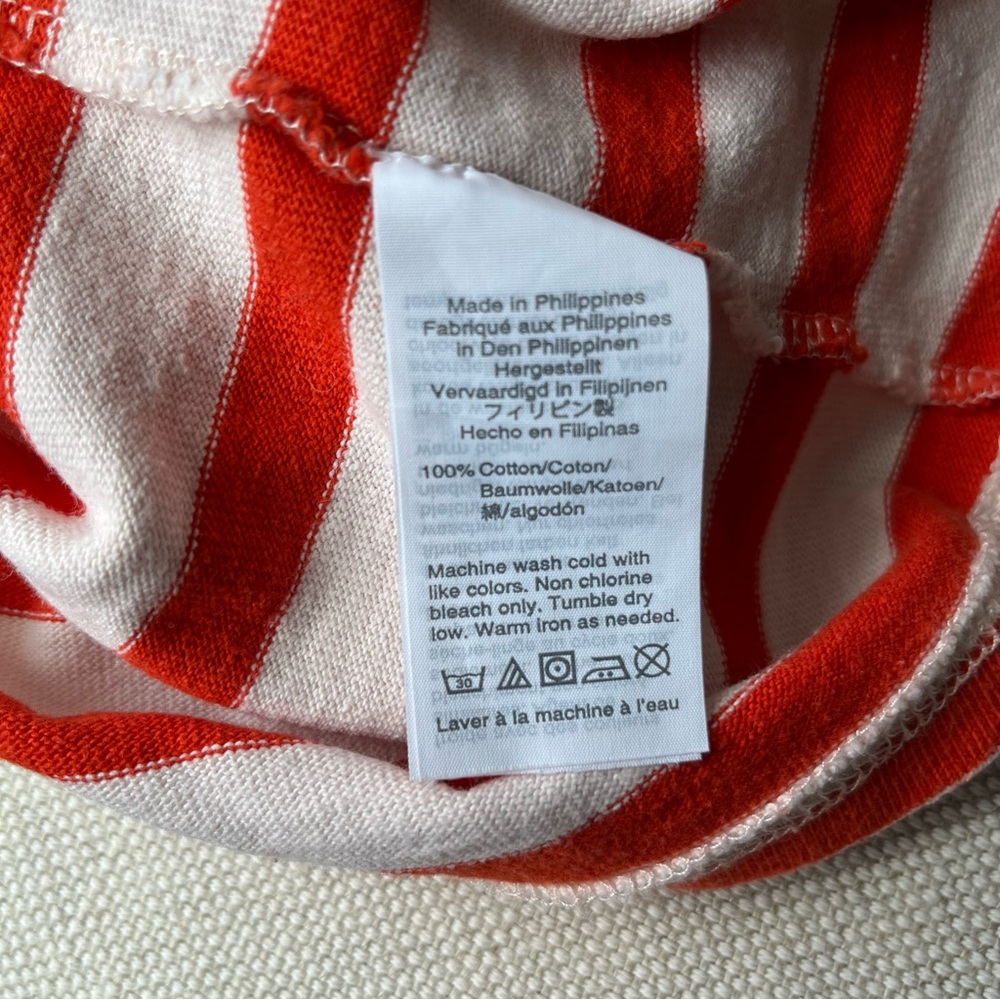 Made in Philippines
Fabriqué aux Philippines
in Den Philippinen
Hergestellt
Vervaardigd in Filipijnen
フィリピン製
Hecho en Filipinas
100% Cotton/Coton/
Baumwolle/Katoen/
綿/algodón
Machine wash cold with
like colors. Non chlorine
bleach only. Tumble dry
low. Warm iron as needed.
30
Laver à la machine à l'eau